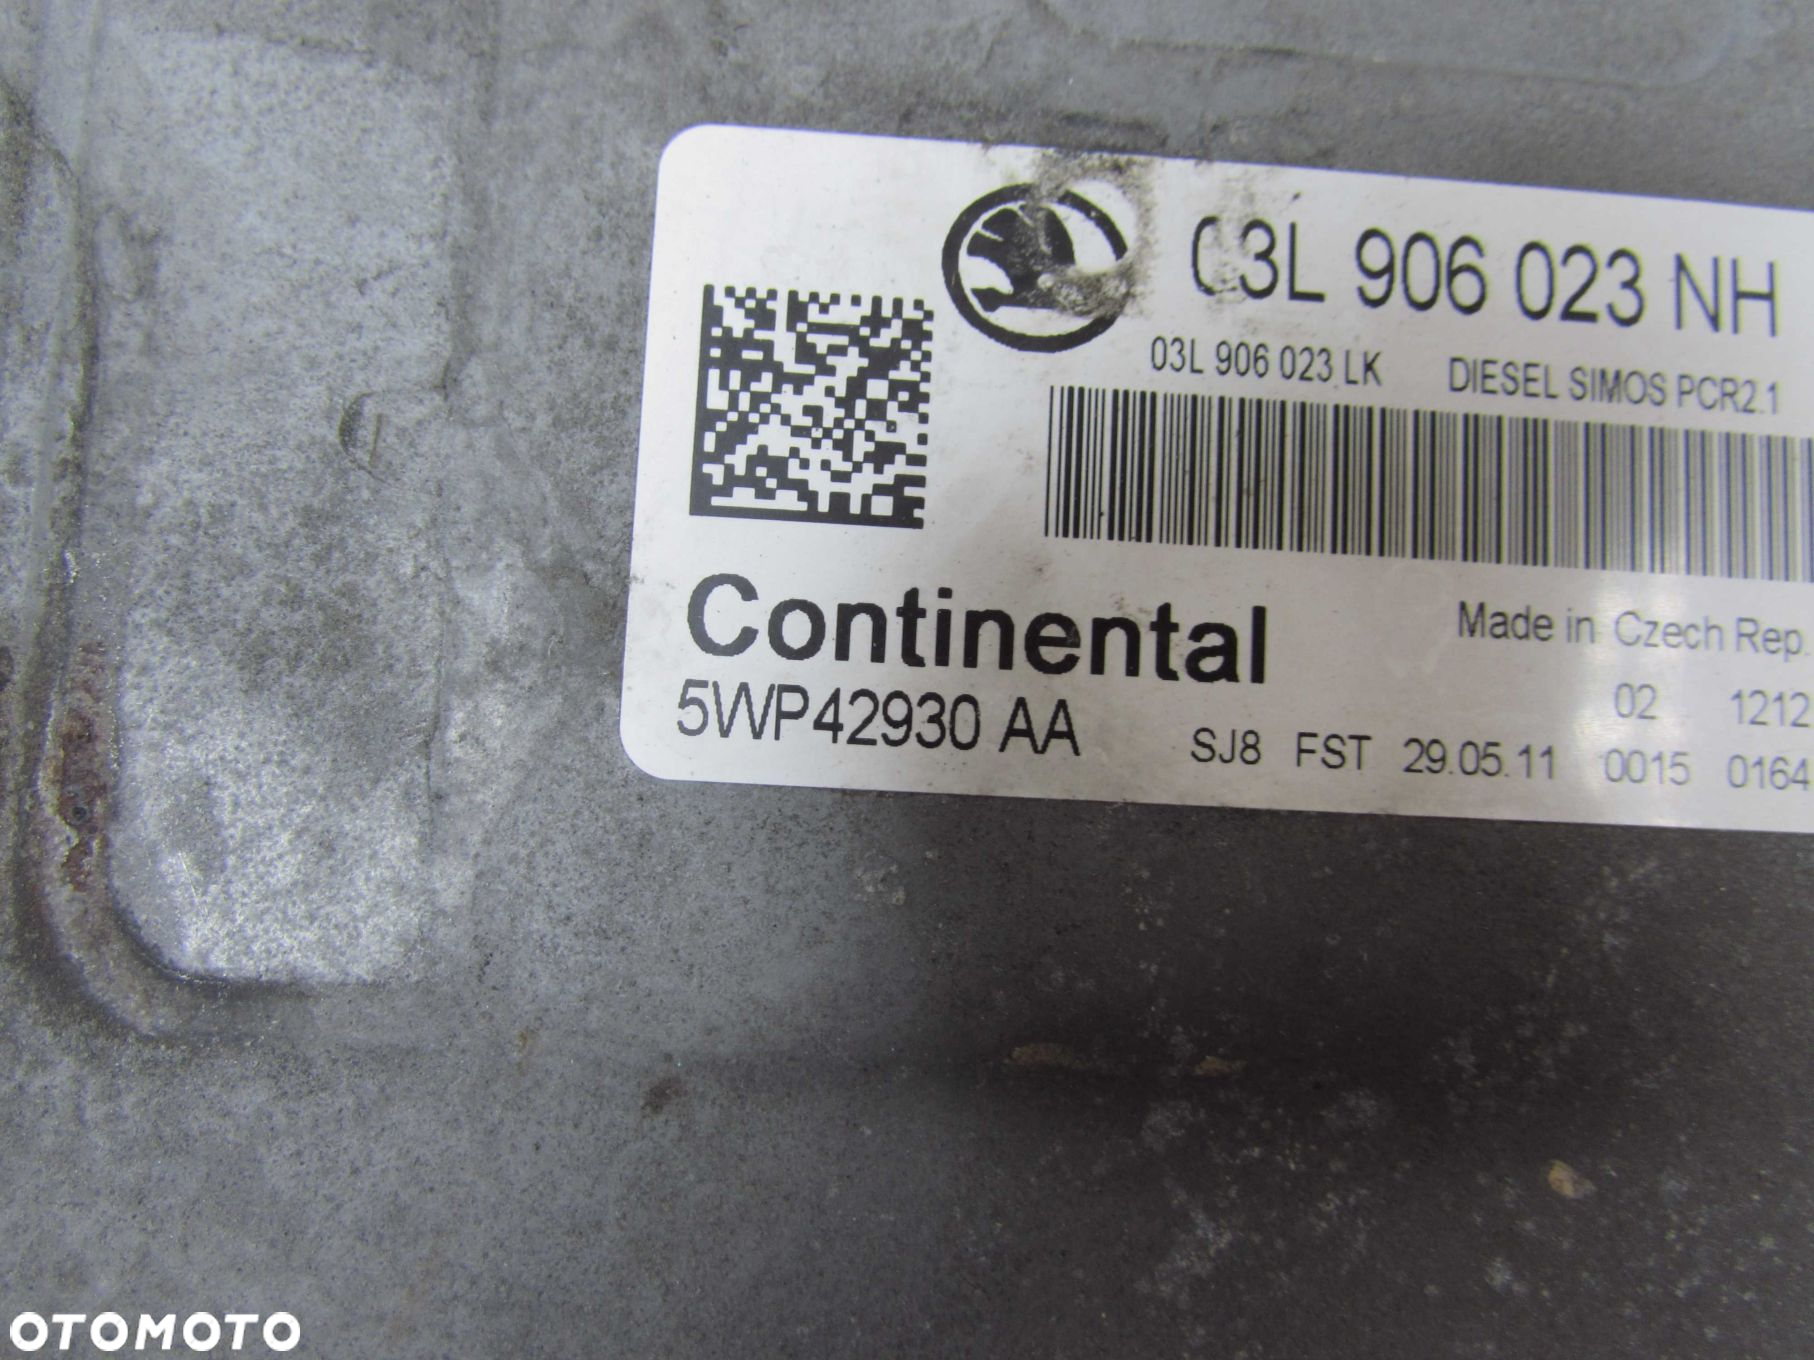 03L 906 023 NH
03L 906 023 LK DIESEL SIMOS PCR2.1
Continental
Made in Czech Rep.
5WP42930 AA
02 1212
SJ8 FST 29.05.11 0015 0164
OTOMOTO